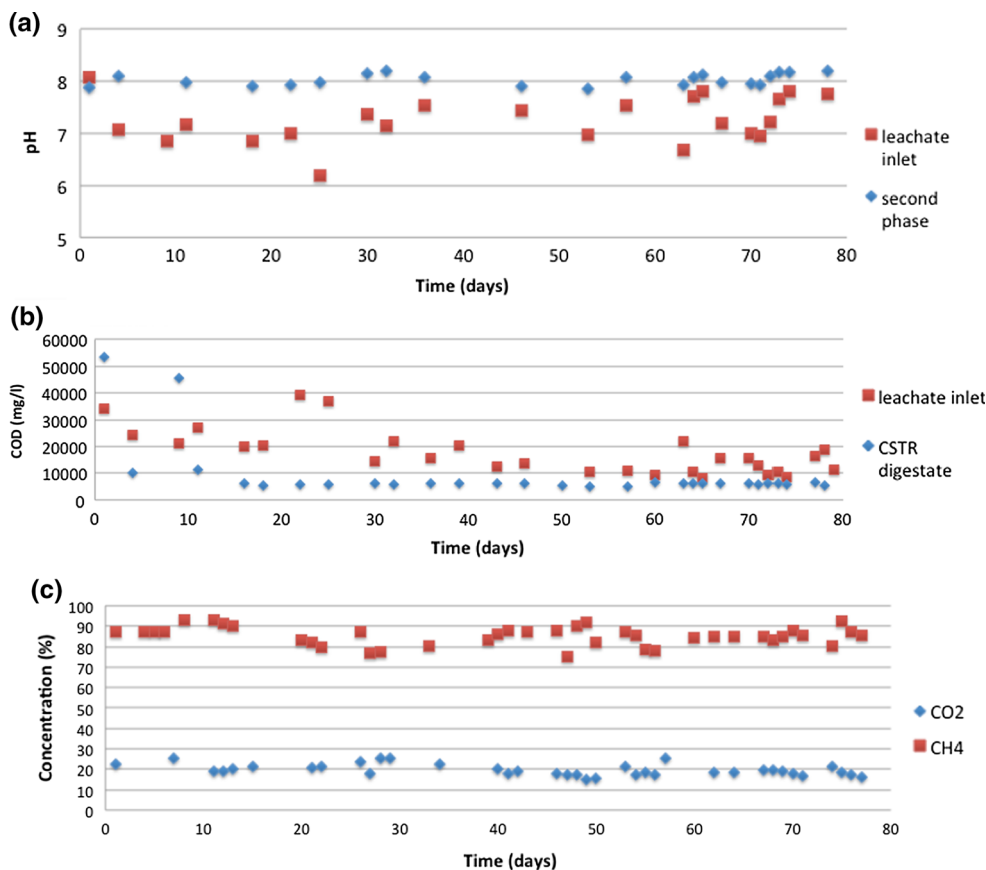 (a)
pH
9
8
7
6
5
0 10 20 30 40 50 60 70 80
Time (days)
leachate
inlet
second
phase
(b)
COD (mg/l)
60000
50000
40000
30000
20000
10000
0
0 10 20 30 40 50 60 70 80
Time (days)
leachate inlet
CSTR
digestate
(c)
Concentration (%)
100
90
80
70
60
50
40
30
20
10
0
0 10 20 30 40 50 60 70 80
Time (days)
CO2
CH4